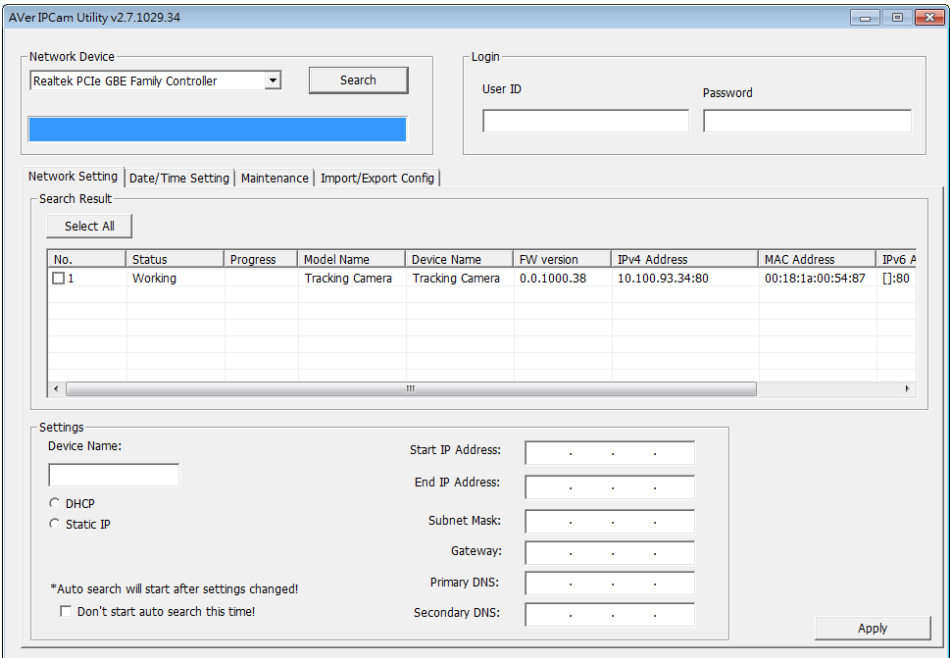 AVer IPCam Utility v2.7.1029.34
Network Device
Realtek PCIe GBE Family Controller
Search
Login
User ID
Password
Network Setting
Date/Time Setting
Maintenance
Import/Export Config
Search Result
Select All
No. Status Progress Model Name Device Name FW version IPv4 Address MAC Address IPv6 A
1 Working Tracking Camera Tracking Camera 0.0.1000.38 10.100.93.34:80 00:18:1a:00:54:87 []:80
Settings
Device Name:
DHCP
Static IP
*Auto search will start after settings changed!
Don't start auto search this time!
Start IP Address:
End IP Address:
Subnet Mask:
Gateway:
Primary DNS:
Secondary DNS:
Apply